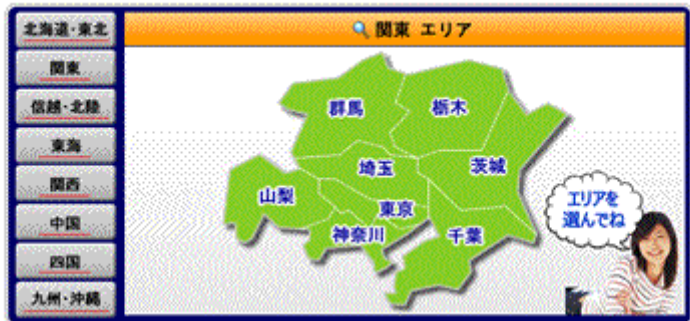 北海道・東北
関東
信越・北陸
東海
関西
中国
四国
九州・沖縄
関東 エリア
群馬
栃木
埼玉
茨城
山梨
東京
神奈川
千葉
エリアを
選んでね